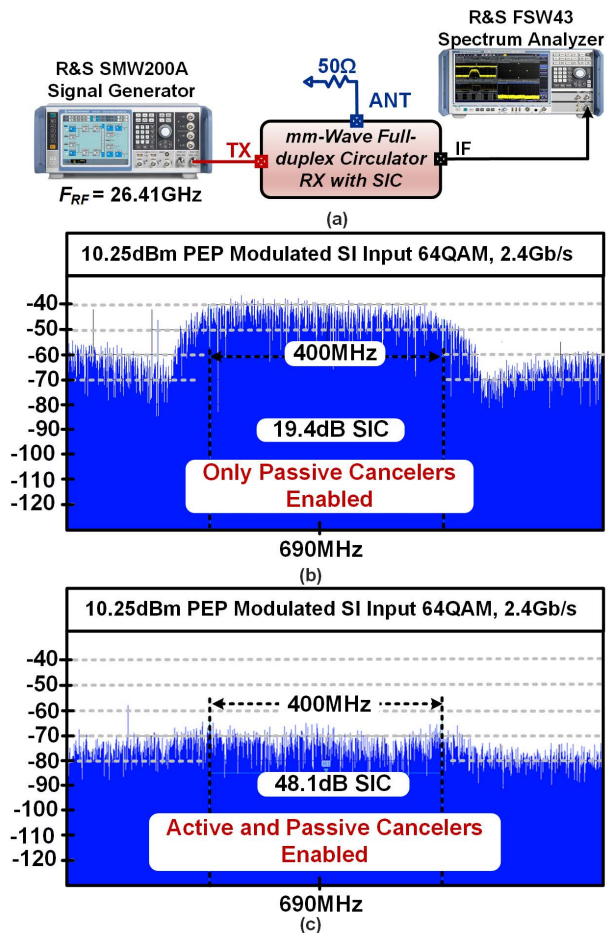 R&S FSW43
Spectrum Analyzer
R&S SMW200A
Signal Generator
50Ω
ANT
TX
mm-Wave Full-
duplex Circulator
RX with SIC
IF
F_RF = 26.41GHz
(a)
10.25dBm PEP Modulated SI Input 64QAM, 2.4Gb/s
-40
-50
-60
-70
-80
-90
-100
-110
-120
400MHz
19.4dB SIC
Only Passive Cancelers
Enabled
690MHz
(b)
10.25dBm PEP Modulated SI Input 64QAM, 2.4Gb/s
-40
-50
-60
-70
-80
-90
-100
-110
-120
400MHz
48.1dB SIC
Active and Passive Cancelers
Enabled
690MHz
(c)